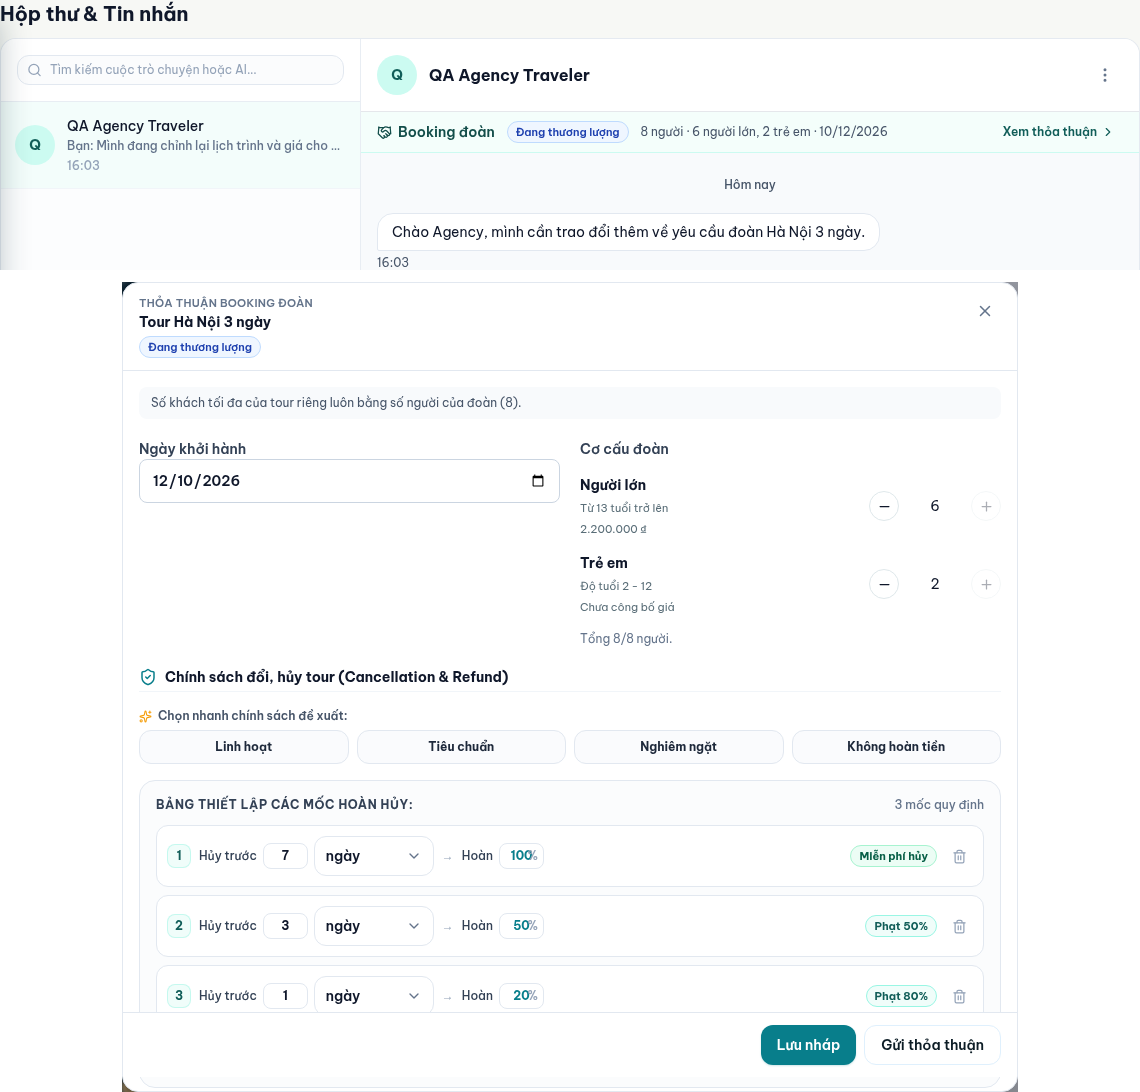 Hộp thư & Tin nhắn
Tìm kiếm cuộc trò chuyện hoặc AI...
Q
QA Agency Traveler
Bạn: Mình đang chỉnh lại lịch trình và giá cho ...
16:03
Q
QA Agency Traveler
Booking đoàn
Đang thương lượng
8 người · 6 người lớn, 2 trẻ em · 10/12/2026
Xem thỏa thuận
Hôm nay
Chào Agency, mình cần trao đổi thêm về yêu cầu đoàn Hà Nội 3 ngày.
16:03
THỎA THUẬN BOOKING ĐOÀN
Tour Hà Nội 3 ngày
Đang thương lượng
Số khách tối đa của tour riêng luôn bằng số người của đoàn (8).
Ngày khởi hành
12/10/2026
Cơ cấu đoàn
Người lớn
Từ 13 tuổi trở lên
2.200.000 ₫
6
Trẻ em
Độ tuổi 2 - 12
Chưa công bố giá
2
Tổng 8/8 người.
Chính sách đổi, hủy tour (Cancellation & Refund)
Chọn nhanh chính sách đề xuất:
Linh hoạt
Tiêu chuẩn
Nghiêm ngặt
Không hoàn tiền
BẢNG THIẾT LẬP CÁC MỐC HOÀN HỦY:
3 mốc quy định
1 Hủy trước 7 ngày → Hoàn 100% Miễn phí hủy
2 Hủy trước 3 ngày → Hoàn 50% Phạt 50%
3 Hủy trước 1 ngày → Hoàn 20% Phạt 80%
Lưu nháp
Gửi thỏa thuận